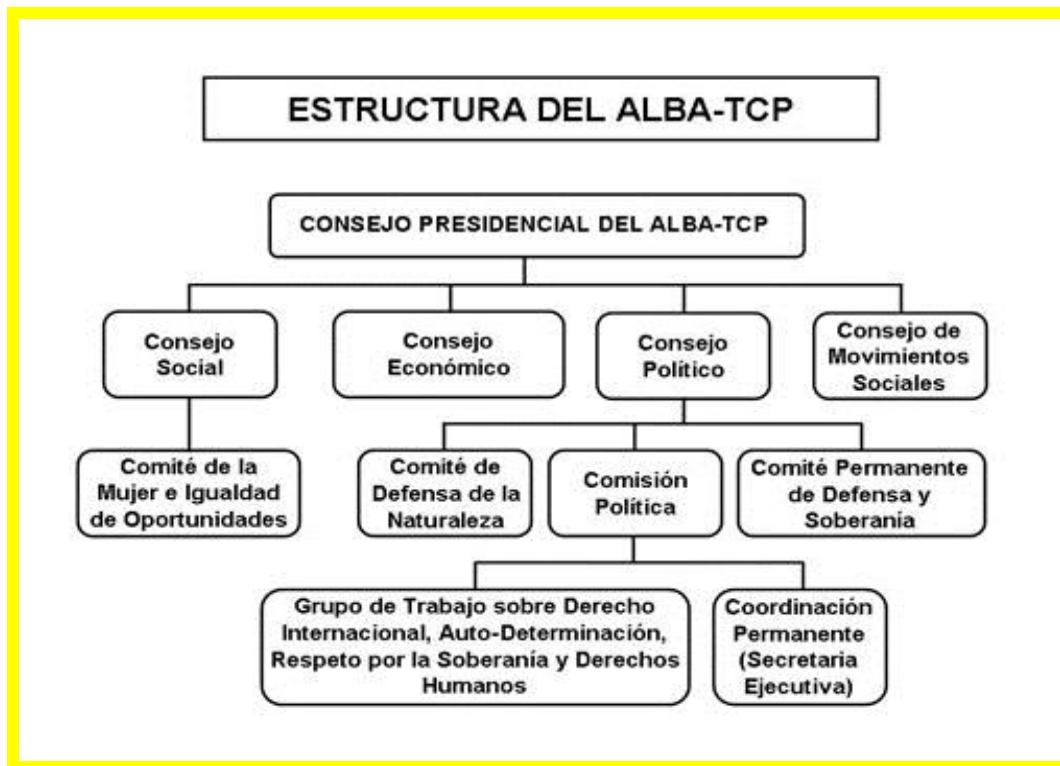 ESTRUCTURA DEL ALBA-TCP
CONSEJO PRESIDENCIAL DEL ALBA-TCP
Consejo
Social
Consejo
Económico
Consejo
Político
Consejo de
Movimientos
Sociales
Comité de la
Mujer e Igualdad
de Oportunidades
Comité de
Defensa de la
Naturaleza
Comisión
Política
Comité Permanente
de Defensa y
Soberanía
Grupo de Trabajo sobre Derecho
Internacional, Auto-Determinación,
Respeto por la Soberanía y Derechos
Humanos
Coordinación
Permanente
(Secretaria
Ejecutiva)